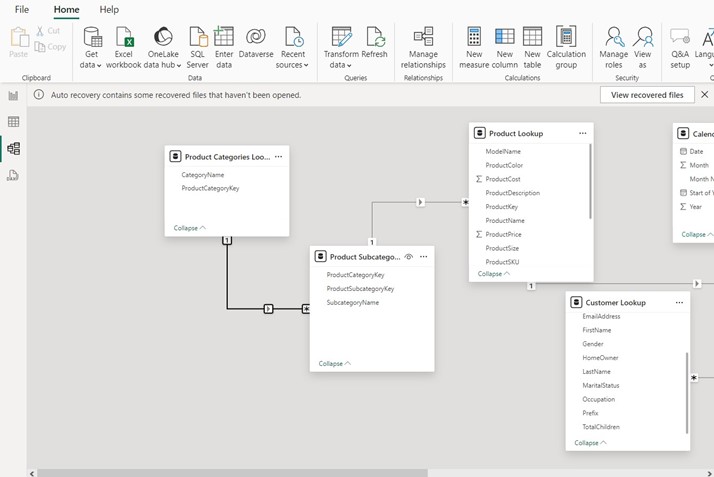 File Home Help
Paste
Cut
Copy
Clipboard
Get data
Excel workbook
OneLake data hub
SQL Server
Enter data
Dataverse
Recent sources
Data
Transform data
Refresh
Queries
Manage relationships
Relationships
New measure
New column
New table
Calculation group
Calculations
Manage roles
View as
Security
Q&A setup
Auto recovery contains some recovered files that haven't been opened.
View recovered files
DAX
Product Categories Loo...
CategoryName
ProductCategoryKey
Collapse
1
*
Product Subcatego...
ProductCategoryKey
ProductSubcategoryKey
SubcategoryName
Collapse
1
*
Product Lookup
ModelName
ProductColor
ProductCost
ProductDescription
ProductKey
ProductName
ProductPrice
ProductSize
ProductSKU
Collapse
1
Customer Lookup
EmailAddress
FirstName
Gender
HomeOwner
LastName
MaritalStatus
Occupation
Prefix
TotalChildren
Collapse
*
Date
Month
Year
Collapse